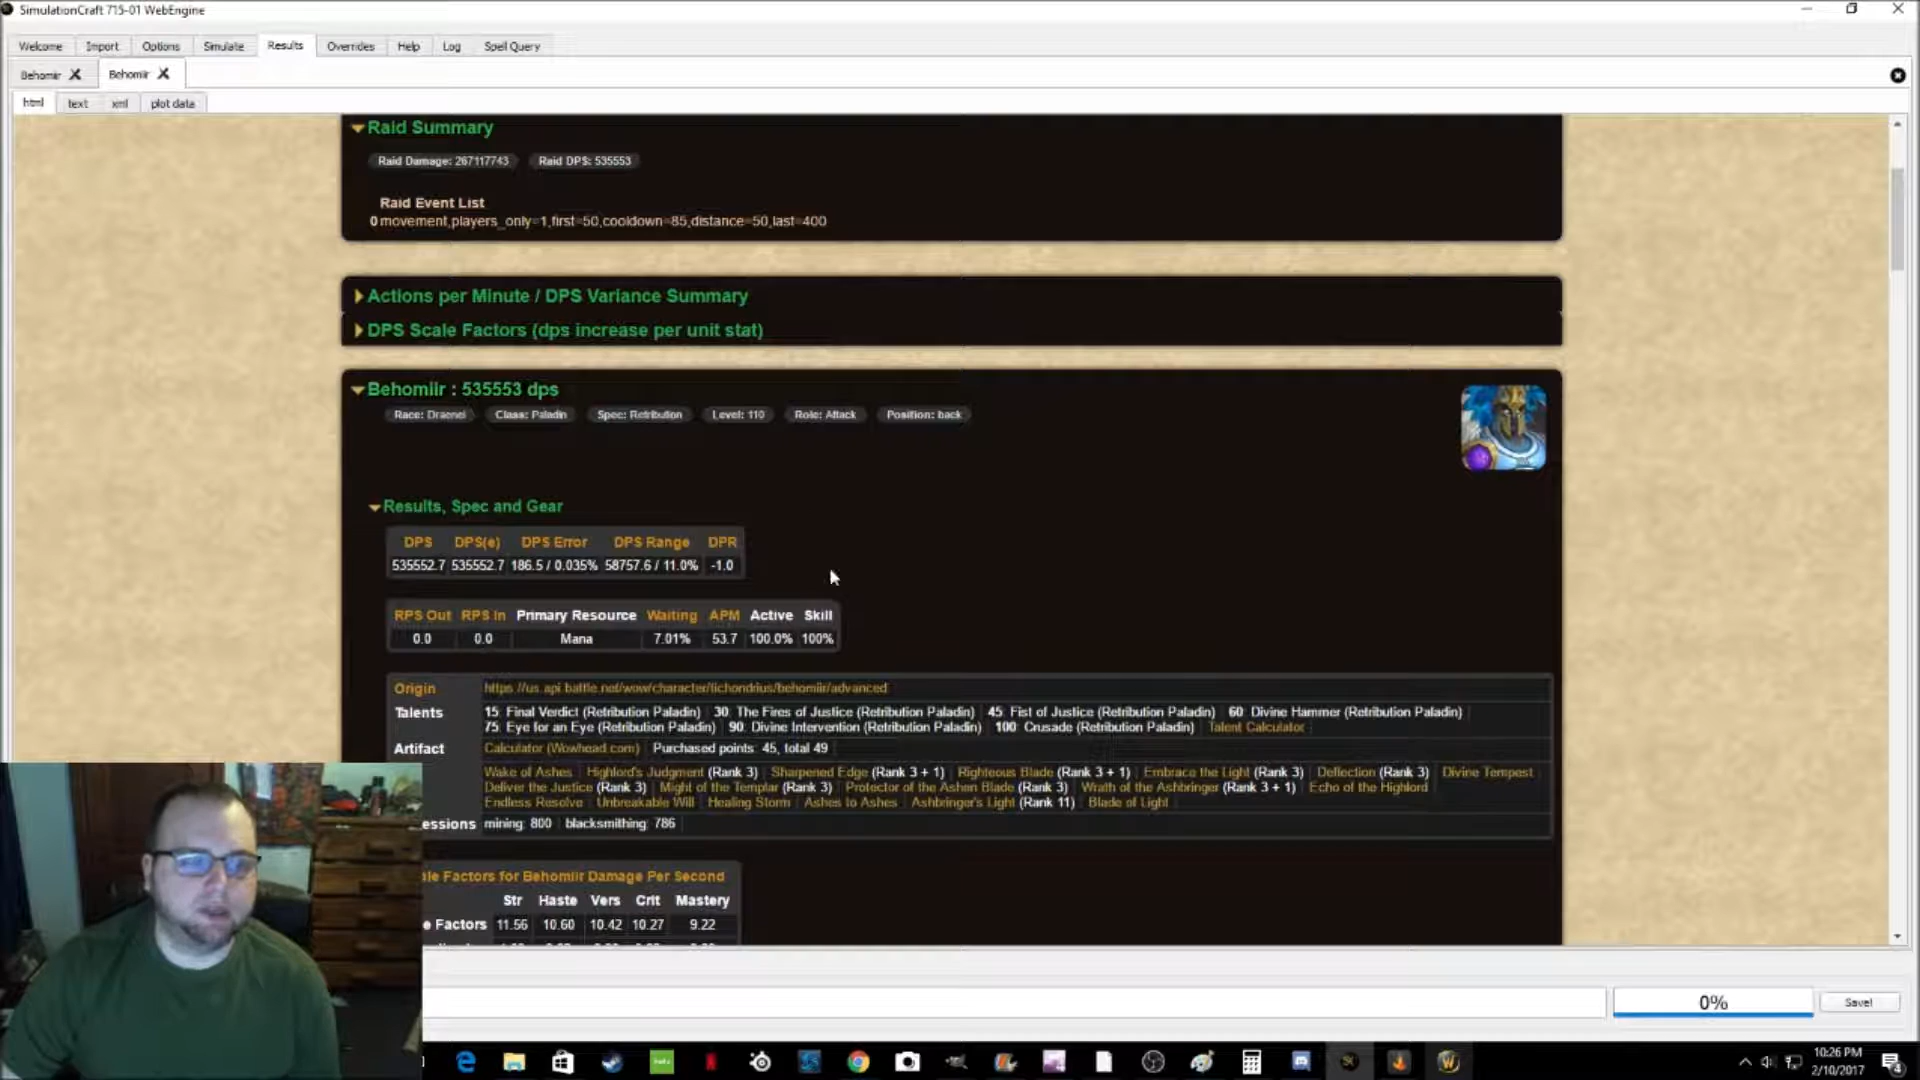 SimulationCraft 715-01 WebEngine
Welcome Import Options Simulate Results Overrides Help Log Spell Query
Behomiir Behomiir
html text xml plot data
Raid Summary
Raid Damage: 267117743 Raid DPS: 535553
Raid Event List
0 movement,players_only=1,first=50,cooldown=85,distance=50,last=400
Actions per Minute / DPS Variance Summary
DPS Scale Factors (dps increase per unit stat)
Behomiir : 535553 dps
Race: Draenei Class: Paladin Spec: Retribution Level: 110 Role: Attack Position: back
Results, Spec and Gear
DPS DPS(e) DPS Error DPS Range DPR
535552.7 535552.7 186.5 / 0.035% 58757.6 / 11.0% -1.0
RPS Out RPS In Primary Resource Waiting APM Active Skill
0.0 0.0 Mana 7.01% 53.7 100.0% 100%
Origin https://us.api.battle.net/wow/character/tichondrius/behomiir/advanced
Talents 15: Final Verdict (Retribution Paladin) 30: The Fires of Justice (Retribution Paladin) 45: Fist of Justice (Retribution Paladin) 60: Divine Hammer (Retribution Paladin)
75: Eye for an Eye (Retribution Paladin) 90: Divine Intervention (Retribution Paladin) 100: Crusade (Retribution Paladin) Talent Calculator
Artifact Calculator (Wowhead.com) Purchased points: 45, total 49
Wake of Ashes Highlord's Judgment (Rank 3) Sharpened Edge (Rank 3 + 1) Righteous Blade (Rank 3 + 1) Embrace the Light (Rank 3) Deflection (Rank 3) Divine Tempest
Deliver the Justice (Rank 3) Might of the Templar (Rank 3) Protector of the Ashen Blade (Rank 3) Wrath of the Ashbringer (Rank 3 + 1) Echo of the Highlord
Endless Resolve Unbreakable Will Healing Storm Ashes to Ashes Ashbringer's Light (Rank 11) Blade of Light
essions mining: 800 blacksmithing: 786
ale Factors for Behomiir Damage Per Second
Str Haste Vers Crit Mastery
e Factors 11.56 10.60 10.42 10.27 9.22
0% Save!
10:26 PM
2/10/2017